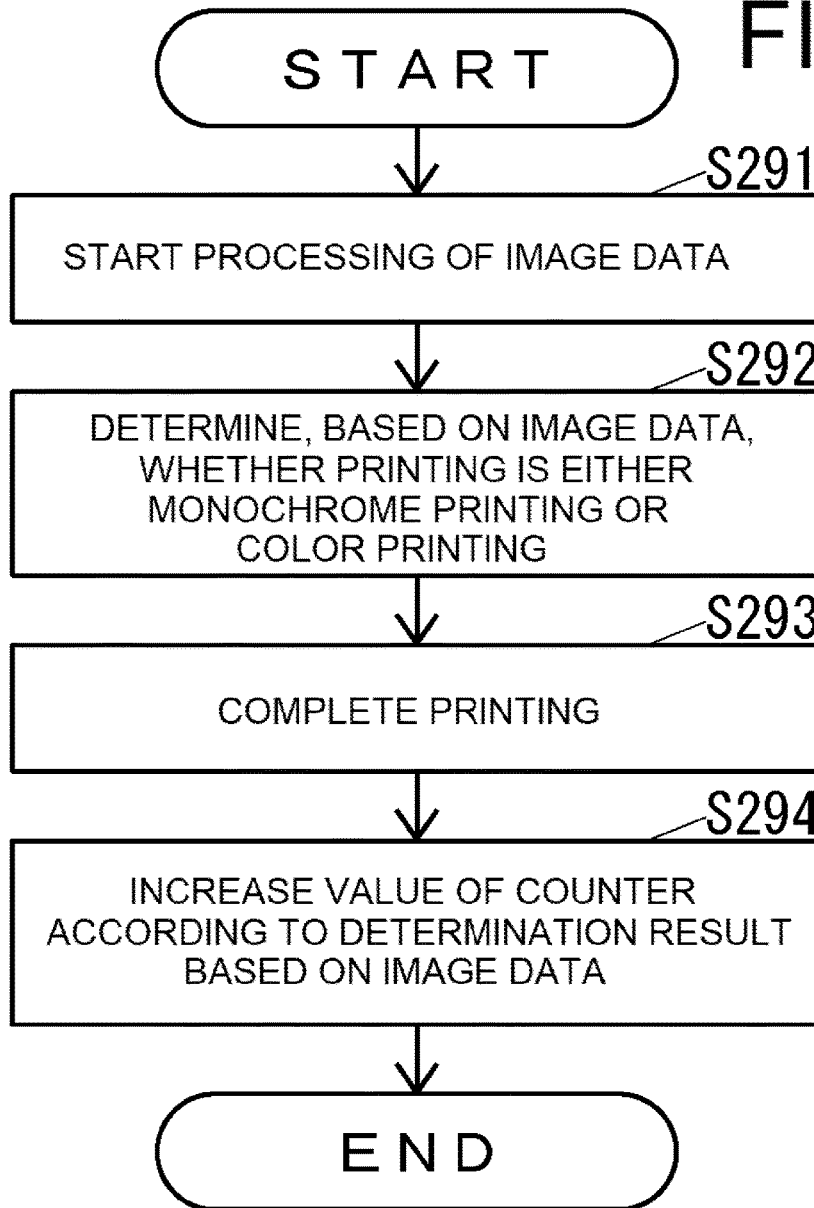 FI
START
S291
START PROCESSING OF IMAGE DATA
S292
DETERMINE, BASED ON IMAGE DATA,
WHETHER PRINTING IS EITHER
MONOCHROME PRINTING OR
COLOR PRINTING
S293
COMPLETE PRINTING
S294
INCREASE VALUE OF COUNTER
ACCORDING TO DETERMINATION RESULT
BASED ON IMAGE DATA
END